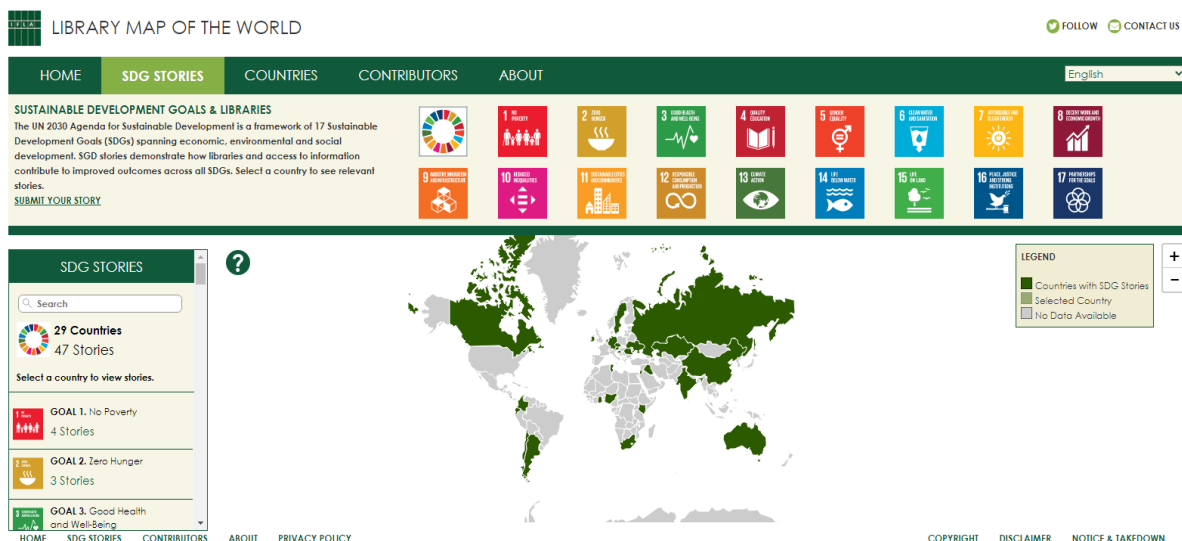 IFLA
LIBRARY MAP OF THE WORLD
FOLLOW
CONTACT US
HOME
SDG STORIES
COUNTRIES
CONTRIBUTORS
ABOUT
English
SUSTAINABLE DEVELOPMENT GOALS & LIBRARIES
The UN 2030 Agenda for Sustainable Development is a framework of 17 Sustainable
Development Goals (SDGs) spanning economic, environmental and social
development. SGD stories demonstrate how libraries and access to information
contribute to improved outcomes across all SDGs. Select a country to see relevant
stories.
SUBMIT YOUR STORY
1 NO POVERTY
2 ZERO HUNGER
3 GOOD HEALTH AND WELL-BEING
4 QUALITY EDUCATION
5 GENDER EQUALITY
6 CLEAN WATER AND SANITATION
7 AFFORDABLE AND CLEAN ENERGY
8 DECENT WORK AND ECONOMIC GROWTH
9 INDUSTRY, INNOVATION AND INFRASTRUCTURE
10 REDUCED INEQUALITIES
11 SUSTAINABLE CITIES AND COMMUNITIES
12 RESPONSIBLE CONSUMPTION AND PRODUCTION
13 CLIMATE ACTION
14 LIFE BELOW WATER
15 LIFE ON LAND
16 PEACE, JUSTICE AND STRONG INSTITUTIONS
17 PARTNERSHIPS FOR THE GOALS
SDG STORIES
Search
29 Countries
47 Stories
Select a country to view stories.
GOAL 1. No Poverty
4 Stories
GOAL 2. Zero Hunger
3 Stories
GOAL 3. Good Health
and Well-Being
?
LEGEND
Countries with SDG Stories
Selected Country
No Data Available
+
−
HOME
SDG STORIES
CONTRIBUTORS
ABOUT
PRIVACY POLICY
COPYRIGHT
DISCLAIMER
NOTICE & TAKEDOWN